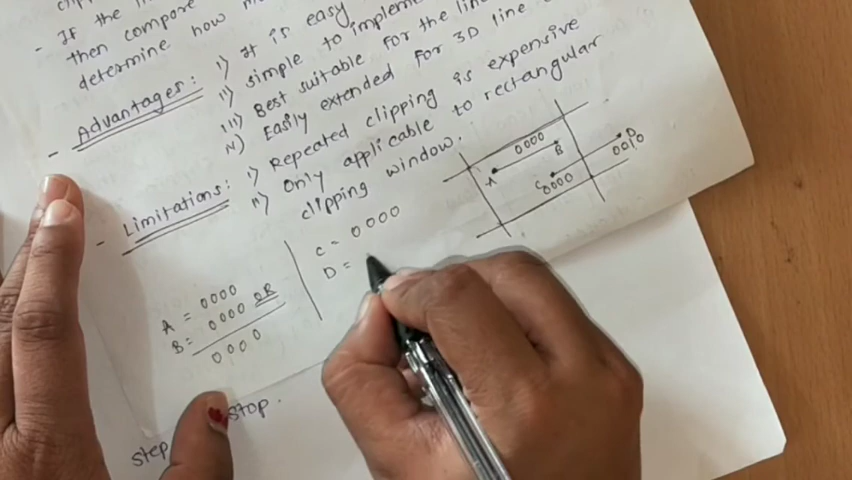 - If the
then compare
determine how
- Advantages: i) It is easy
ii) Simple to implement
iii) Best suitable for the line
iv) Easily extended for 3D line
- Limitations: i) Repeated clipping is expensive
ii) Only applicable to rectangular
clipping window.
0000
A
B
C
0000
D
0010
A = 0000
B = 0000 OR
0000
C = 0000
D =
step
stop.